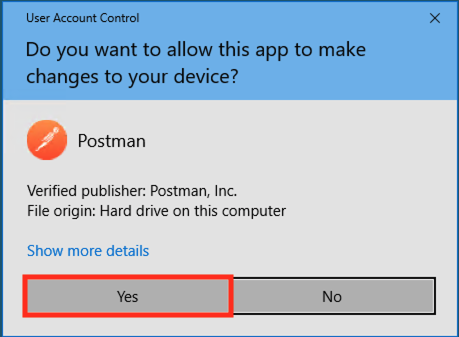 User Account Control
Do you want to allow this app to make
changes to your device?
Postman
Verified publisher: Postman, Inc.
File origin: Hard drive on this computer
Show more details
Yes
No